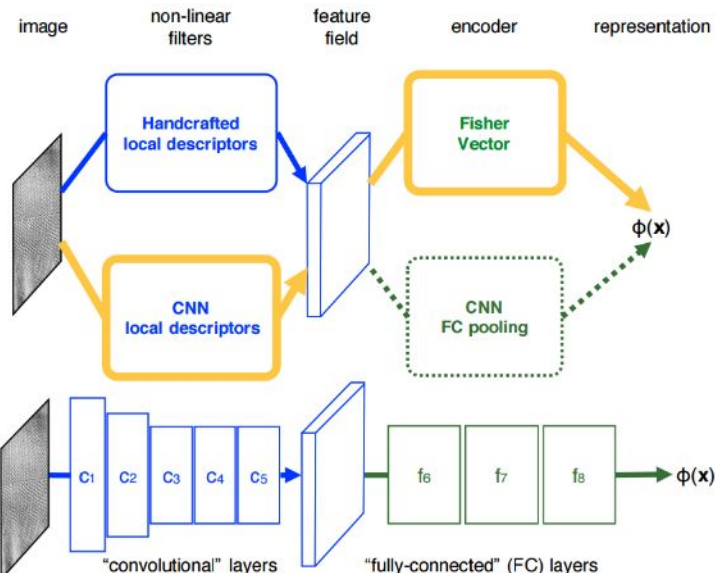 image
non-linear
filters
feature
field
encoder
representation
Handcrafted
local descriptors
Fisher
Vector
ϕ(x)
CNN
local descriptors
CNN
FC pooling
C1
C2
C3
C4
C5
f6
f7
f8
ϕ(x)
"convolutional" layers
"fully-connected" (FC) layers